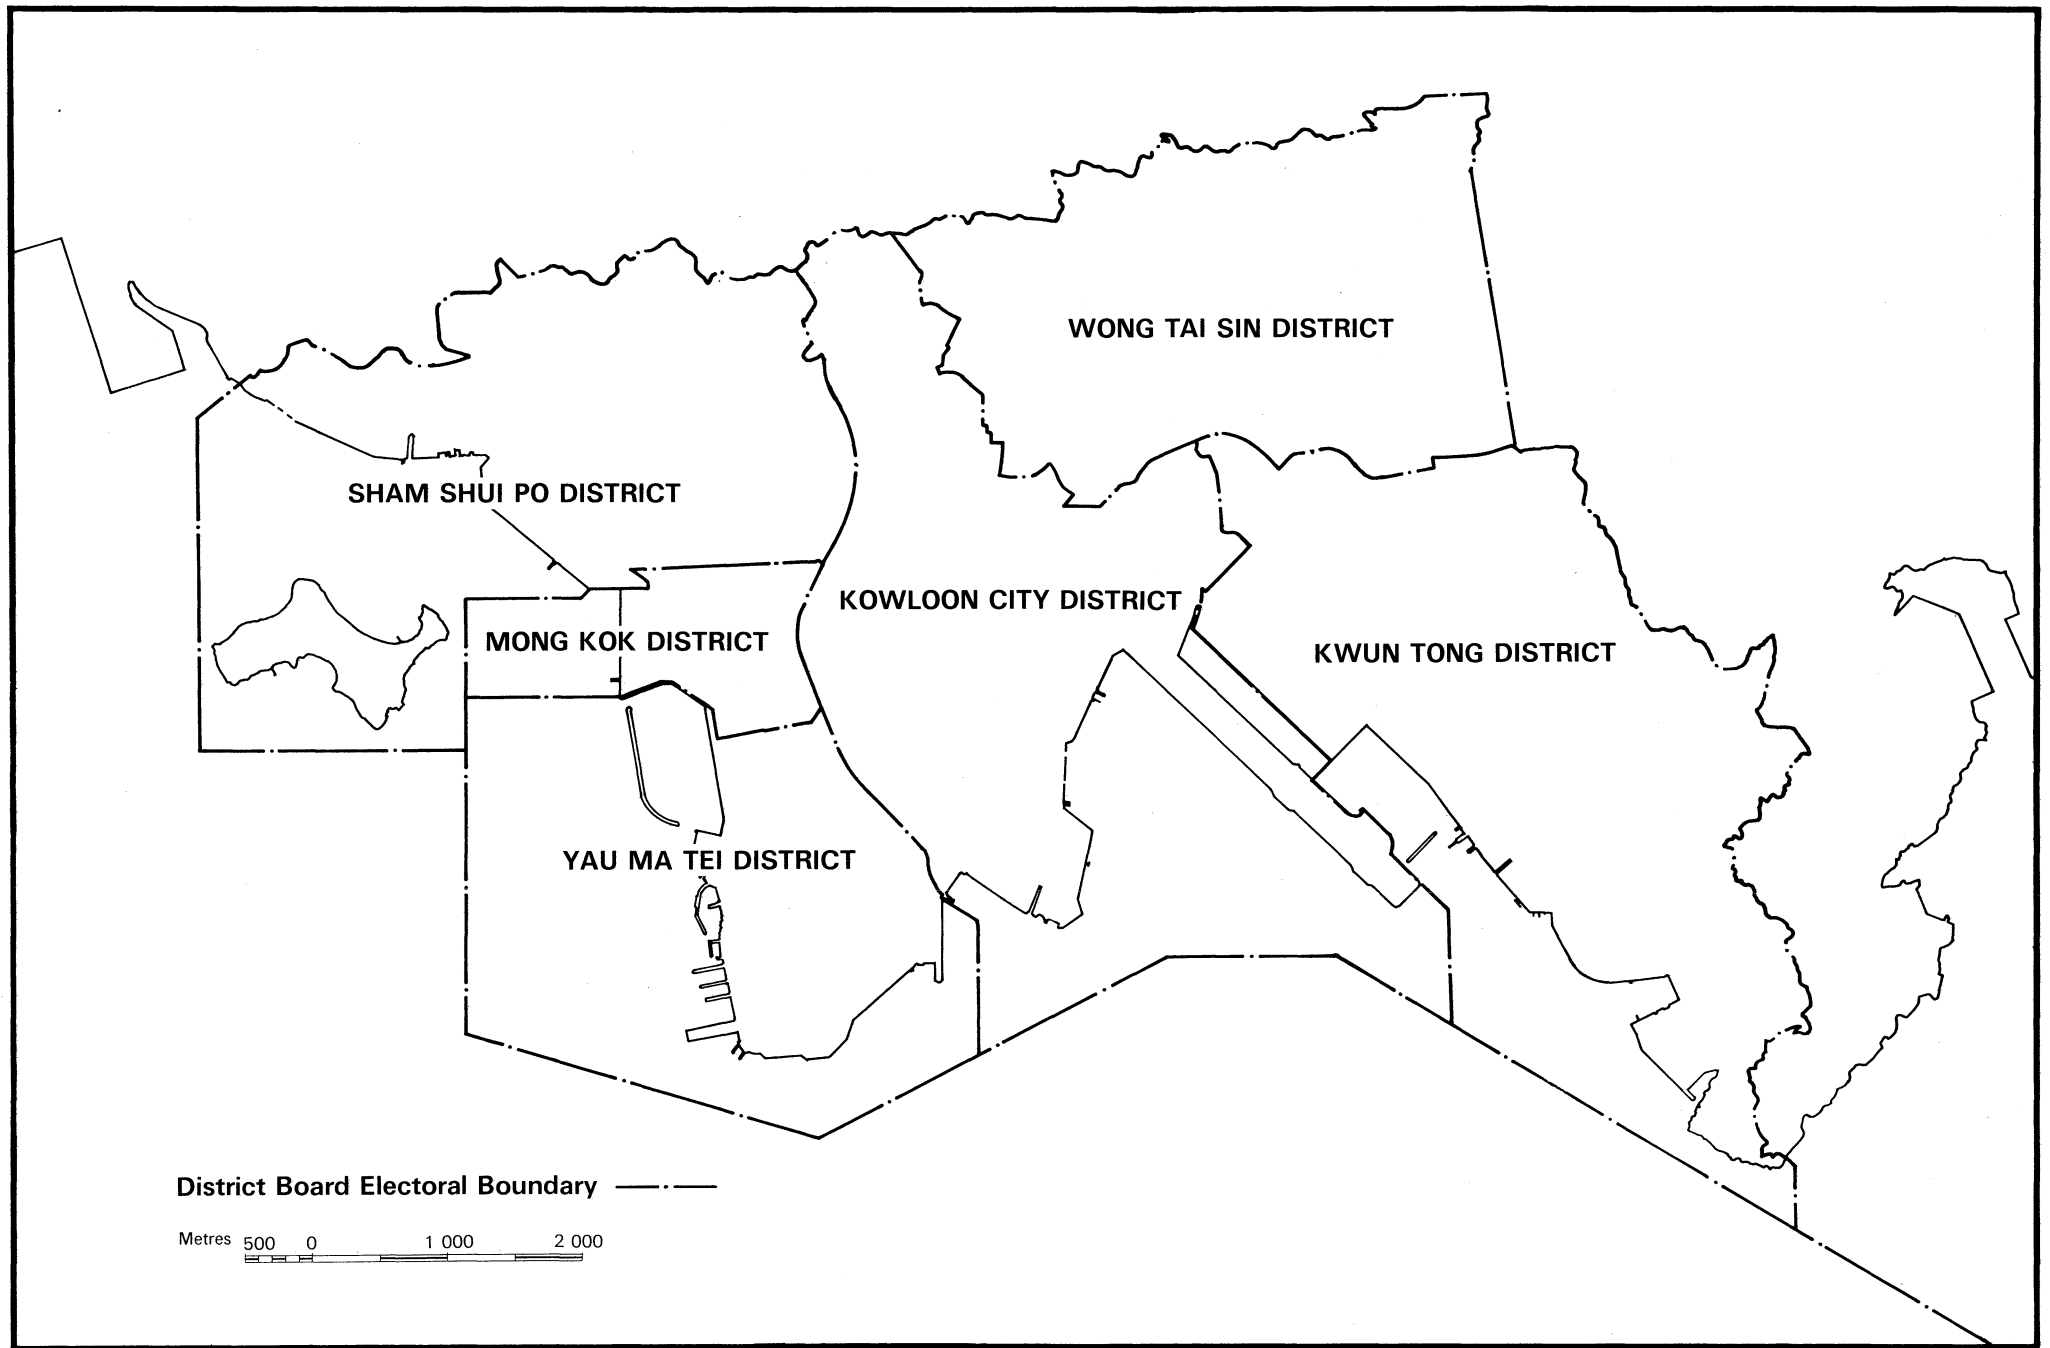 WONG TAI SIN DISTRICT
SHAM SHUI PO DISTRICT
KOWLOON CITY DISTRICT
MONG KOK DISTRICT
KWUN TONG DISTRICT
YAU MA TEI DISTRICT
District Board Electoral Boundary
Metres 500 0 1 000 2 000